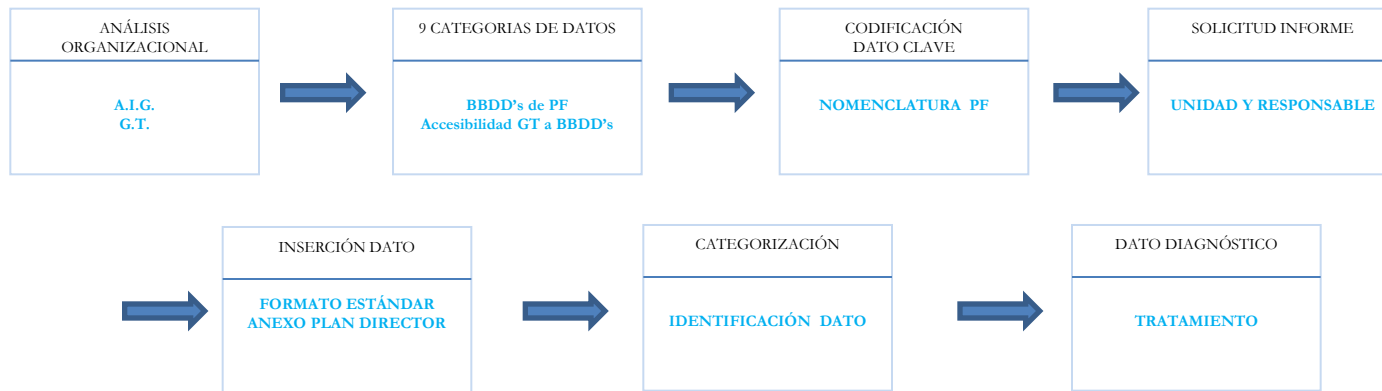 ANÁLISIS
ORGANIZACIONAL
A.I.G.
G.T.
9 CATEGORIAS DE DATOS
BBDD's de PF
Accesibilidad GT a BBDD's
CODIFICACIÓN
DATO CLAVE
NOMENCLATURA PF
SOLICITUD INFORME
UNIDAD Y RESPONSABLE
INSERCIÓN DATO
FORMATO ESTÁNDAR
ANEXO PLAN DIRECTOR
CATEGORIZACIÓN
IDENTIFICACIÓN DATO
DATO DIAGNÓSTICO
TRATAMIENTO